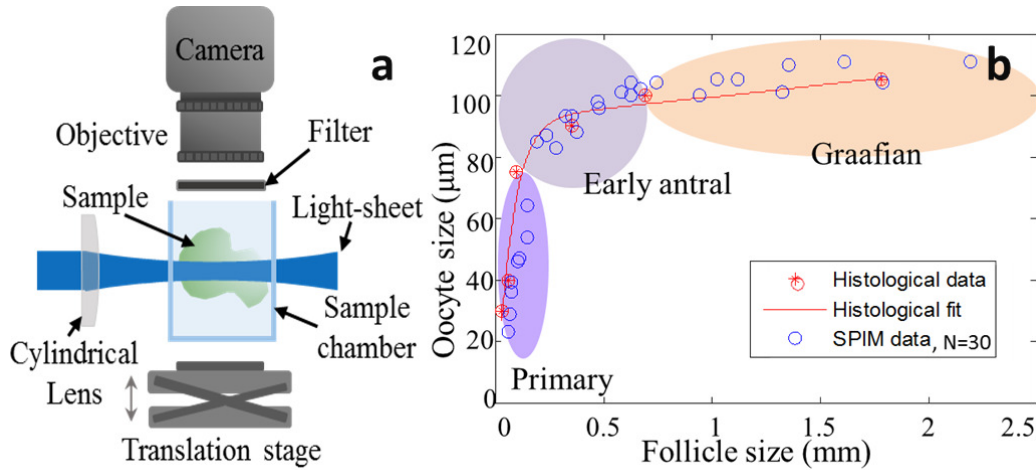 Camera
a
Objective
Filter
Sample
Light-sheet
Sample
chamber
Cylindrical
Lens
Translation stage
b
120
100
80
60
40
20
0
Oocyte size (μm)
Graafian
Early antral
Primary
Histological data
Histological fit
SPIM data, N=30
0 0.5 1 1.5 2 2.5
Follicle size (mm)